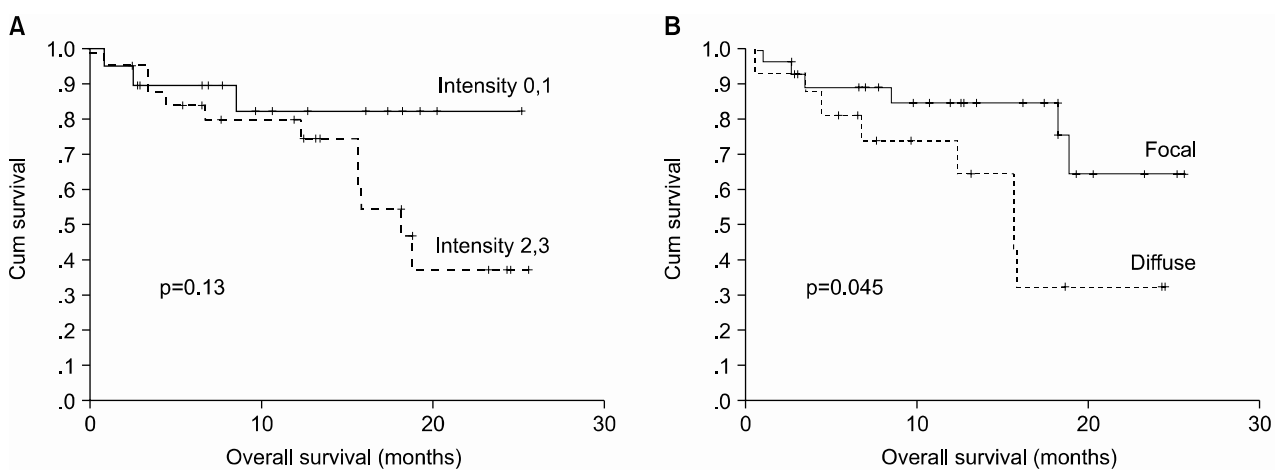 A
1.0
.9
.8
.7
.6
.5
.4
.3
.2
.1
.0
Cum survival
Intensity 0,1
Intensity 2,3
p=0.13
0 10 20 30
Overall survival (months)
B
1.0
.9
.8
.7
.6
.5
.4
.3
.2
.1
.0
Cum survival
Focal
Diffuse
p=0.045
0 10 20 30
Overall survival (months)